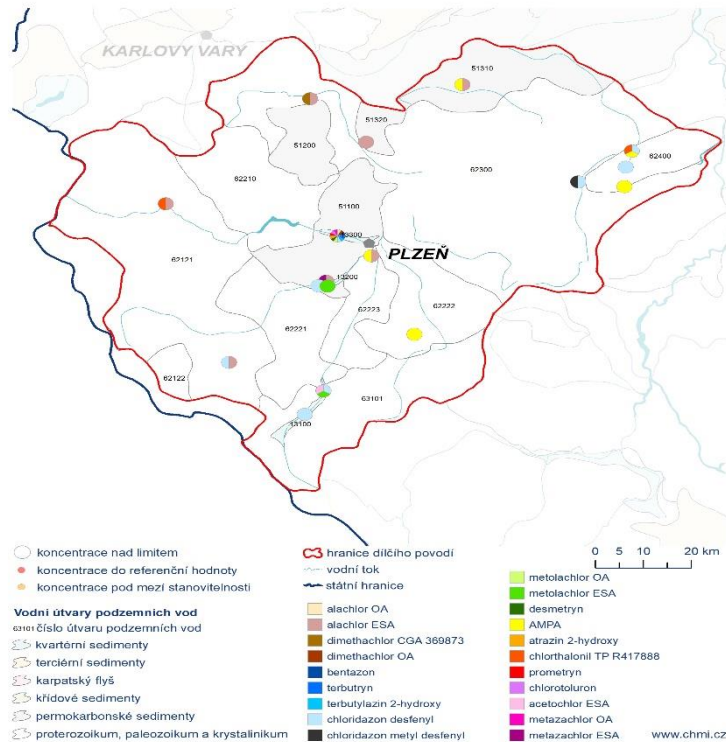 KARLOVY VARY
51310
51320
51200
62400
62210
62300
51100
PLZEŇ
62121
13200
62223
62222
62221
62122
63101
13100
koncentrace nad limitem
koncentrace do referenční hodnoty
koncentrace pod mezí stanovitelnosti
Vodní útvary podzemních vod
63101 číslo útvaru podzemních vod
kvartérní sedimenty
terciérní sedimenty
karpatský flyš
křídové sedimenty
permokarbonské sedimenty
proterozoikum, paleozoikum a krystalinikum
hranice dílčího povodí
vodní tok
státní hranice
alachlor OA
alachlor ESA
dimethachlor CGA 369873
dimethachlor OA
bentazon
terbutryn
terbutylazin 2-hydroxy
chloridazon desfenyl
chloridazon metyl desfenyl
0 10 20 km
metolachlor OA
metolachlor ESA
desmetryn
AMPA
atrazin 2-hydroxy
chlorthalonil TP R417888
prometryn
chlorotoluron
acetochlor ESA
metazachlor OA
metazachlor ESA
www.chmi.cz